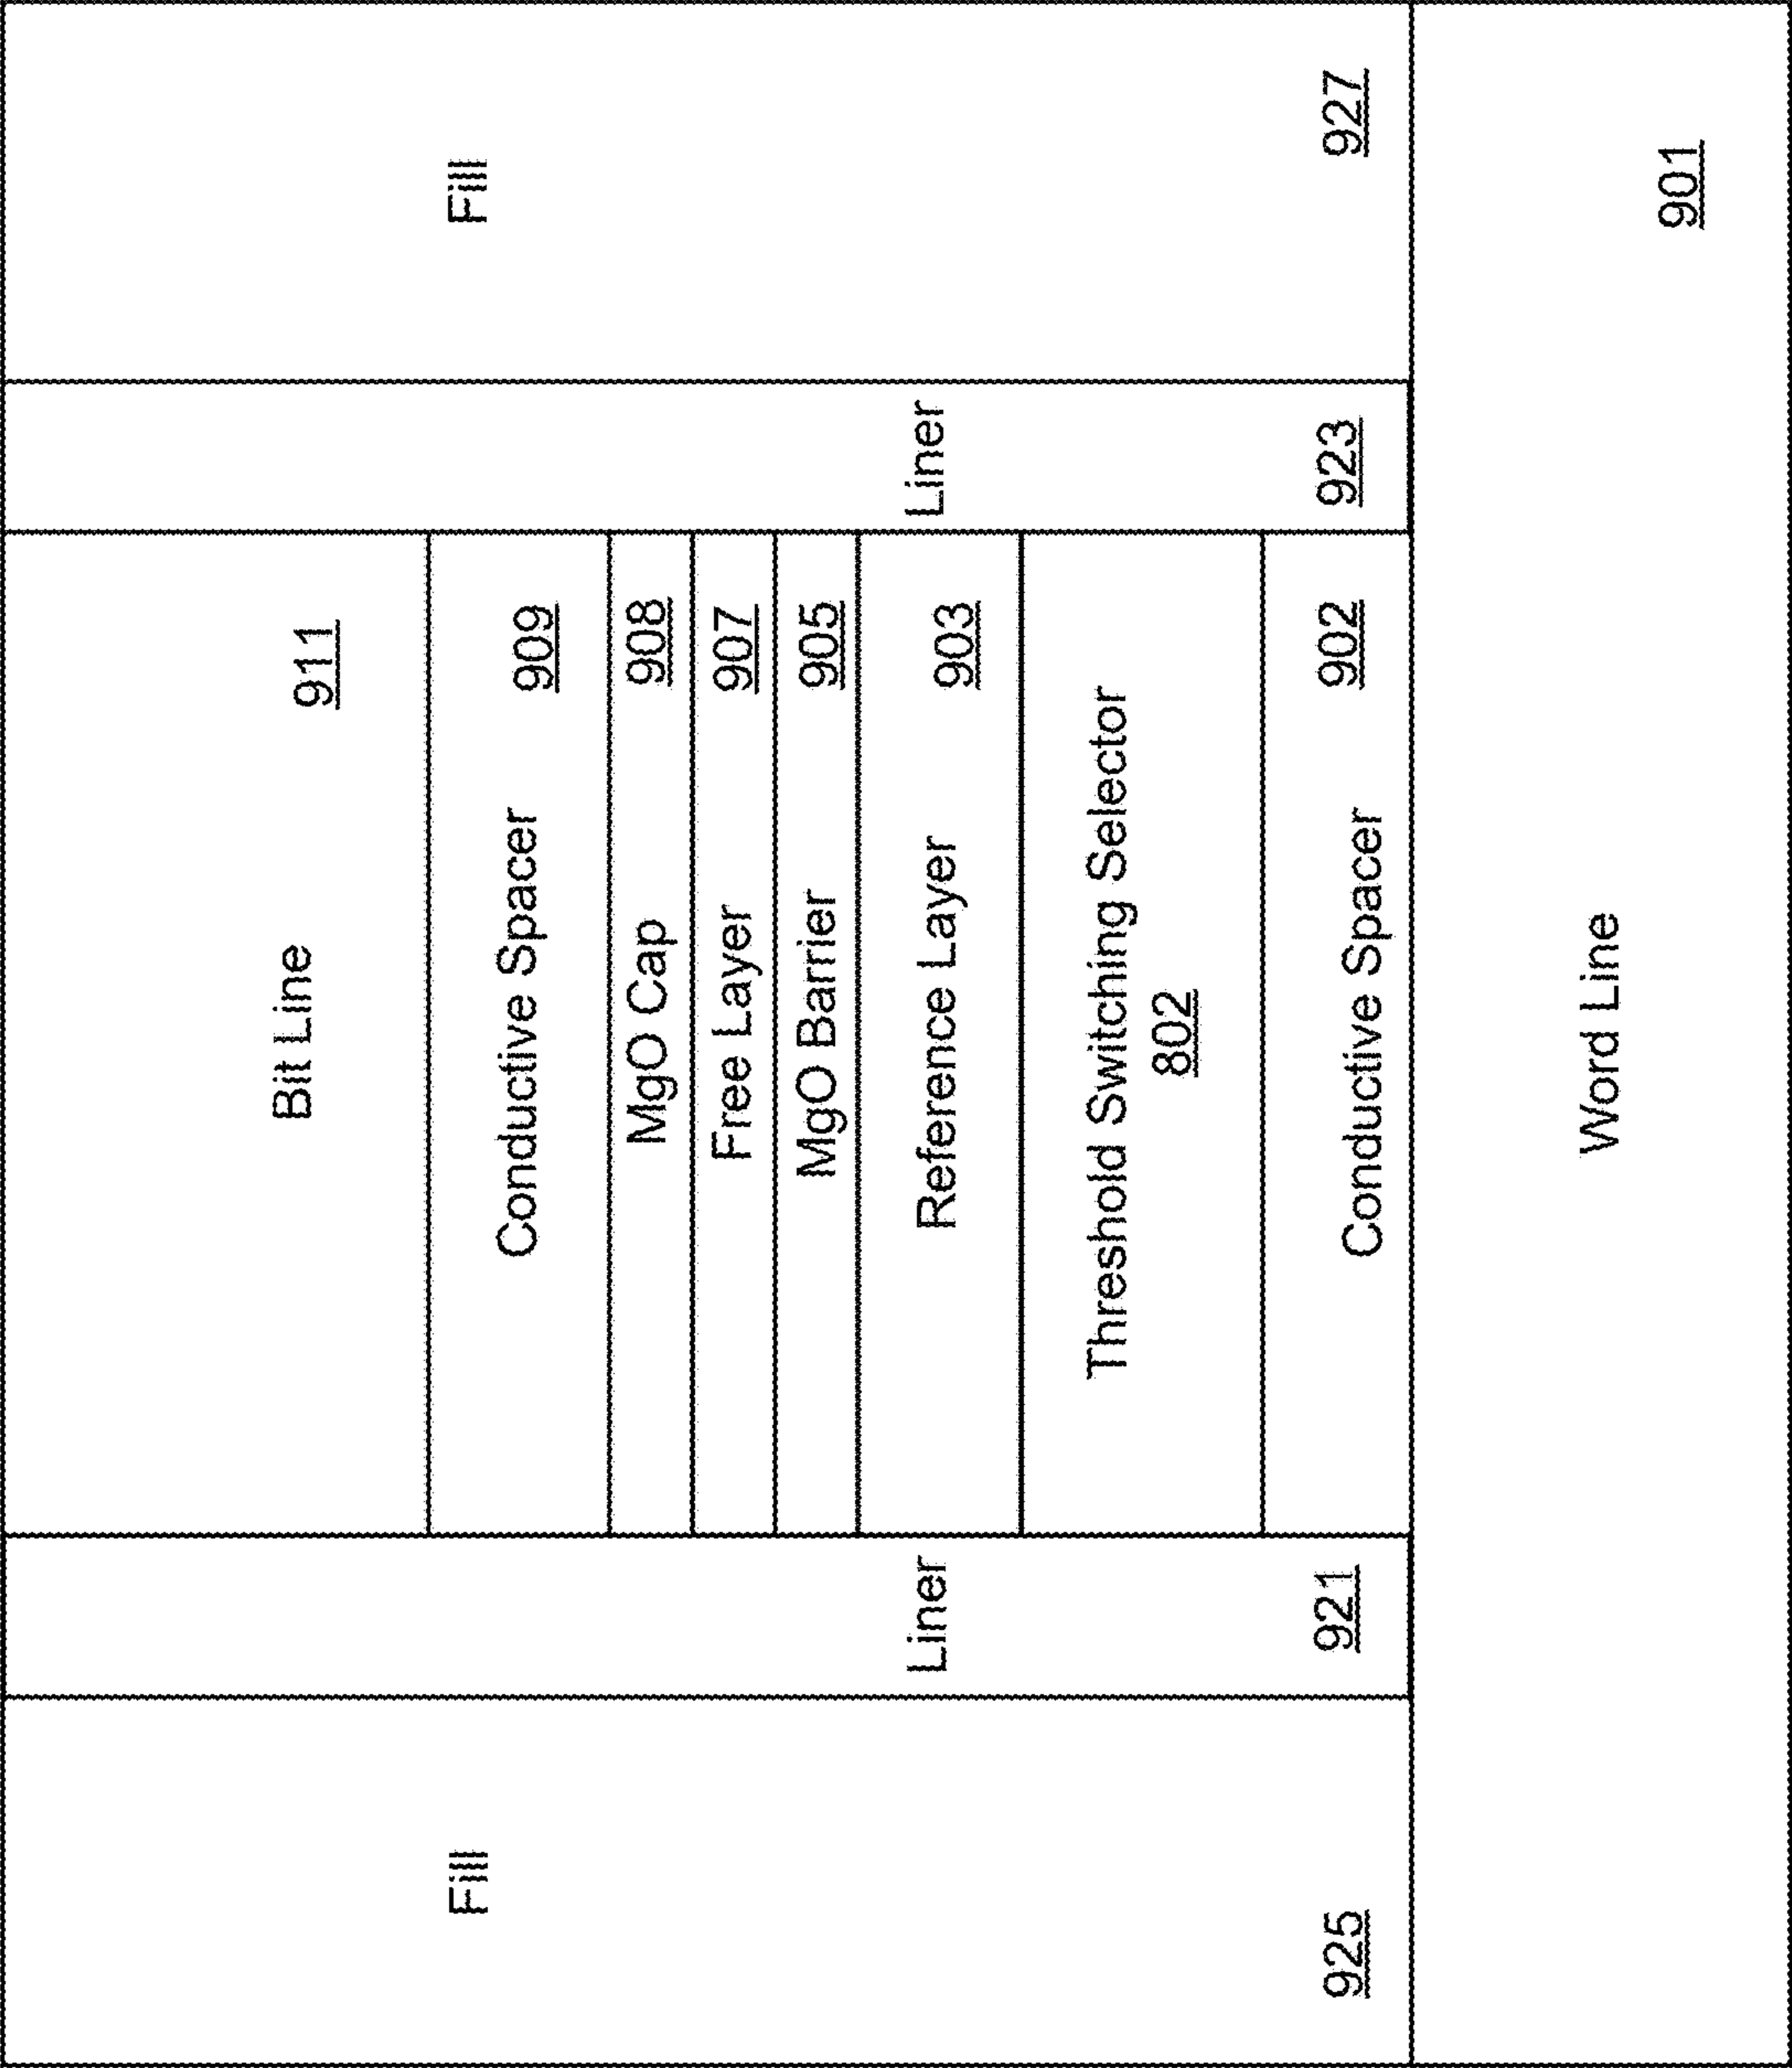 Bit Line
911
Conductive Spacer
909
MgO Cap
908
Free Layer
907
MgO Barrier
905
Reference Layer
903
Threshold Switching Selector
802
Conductive Spacer
902
Fill
925
Liner
921
Liner
923
Fill
927
Word Line
901